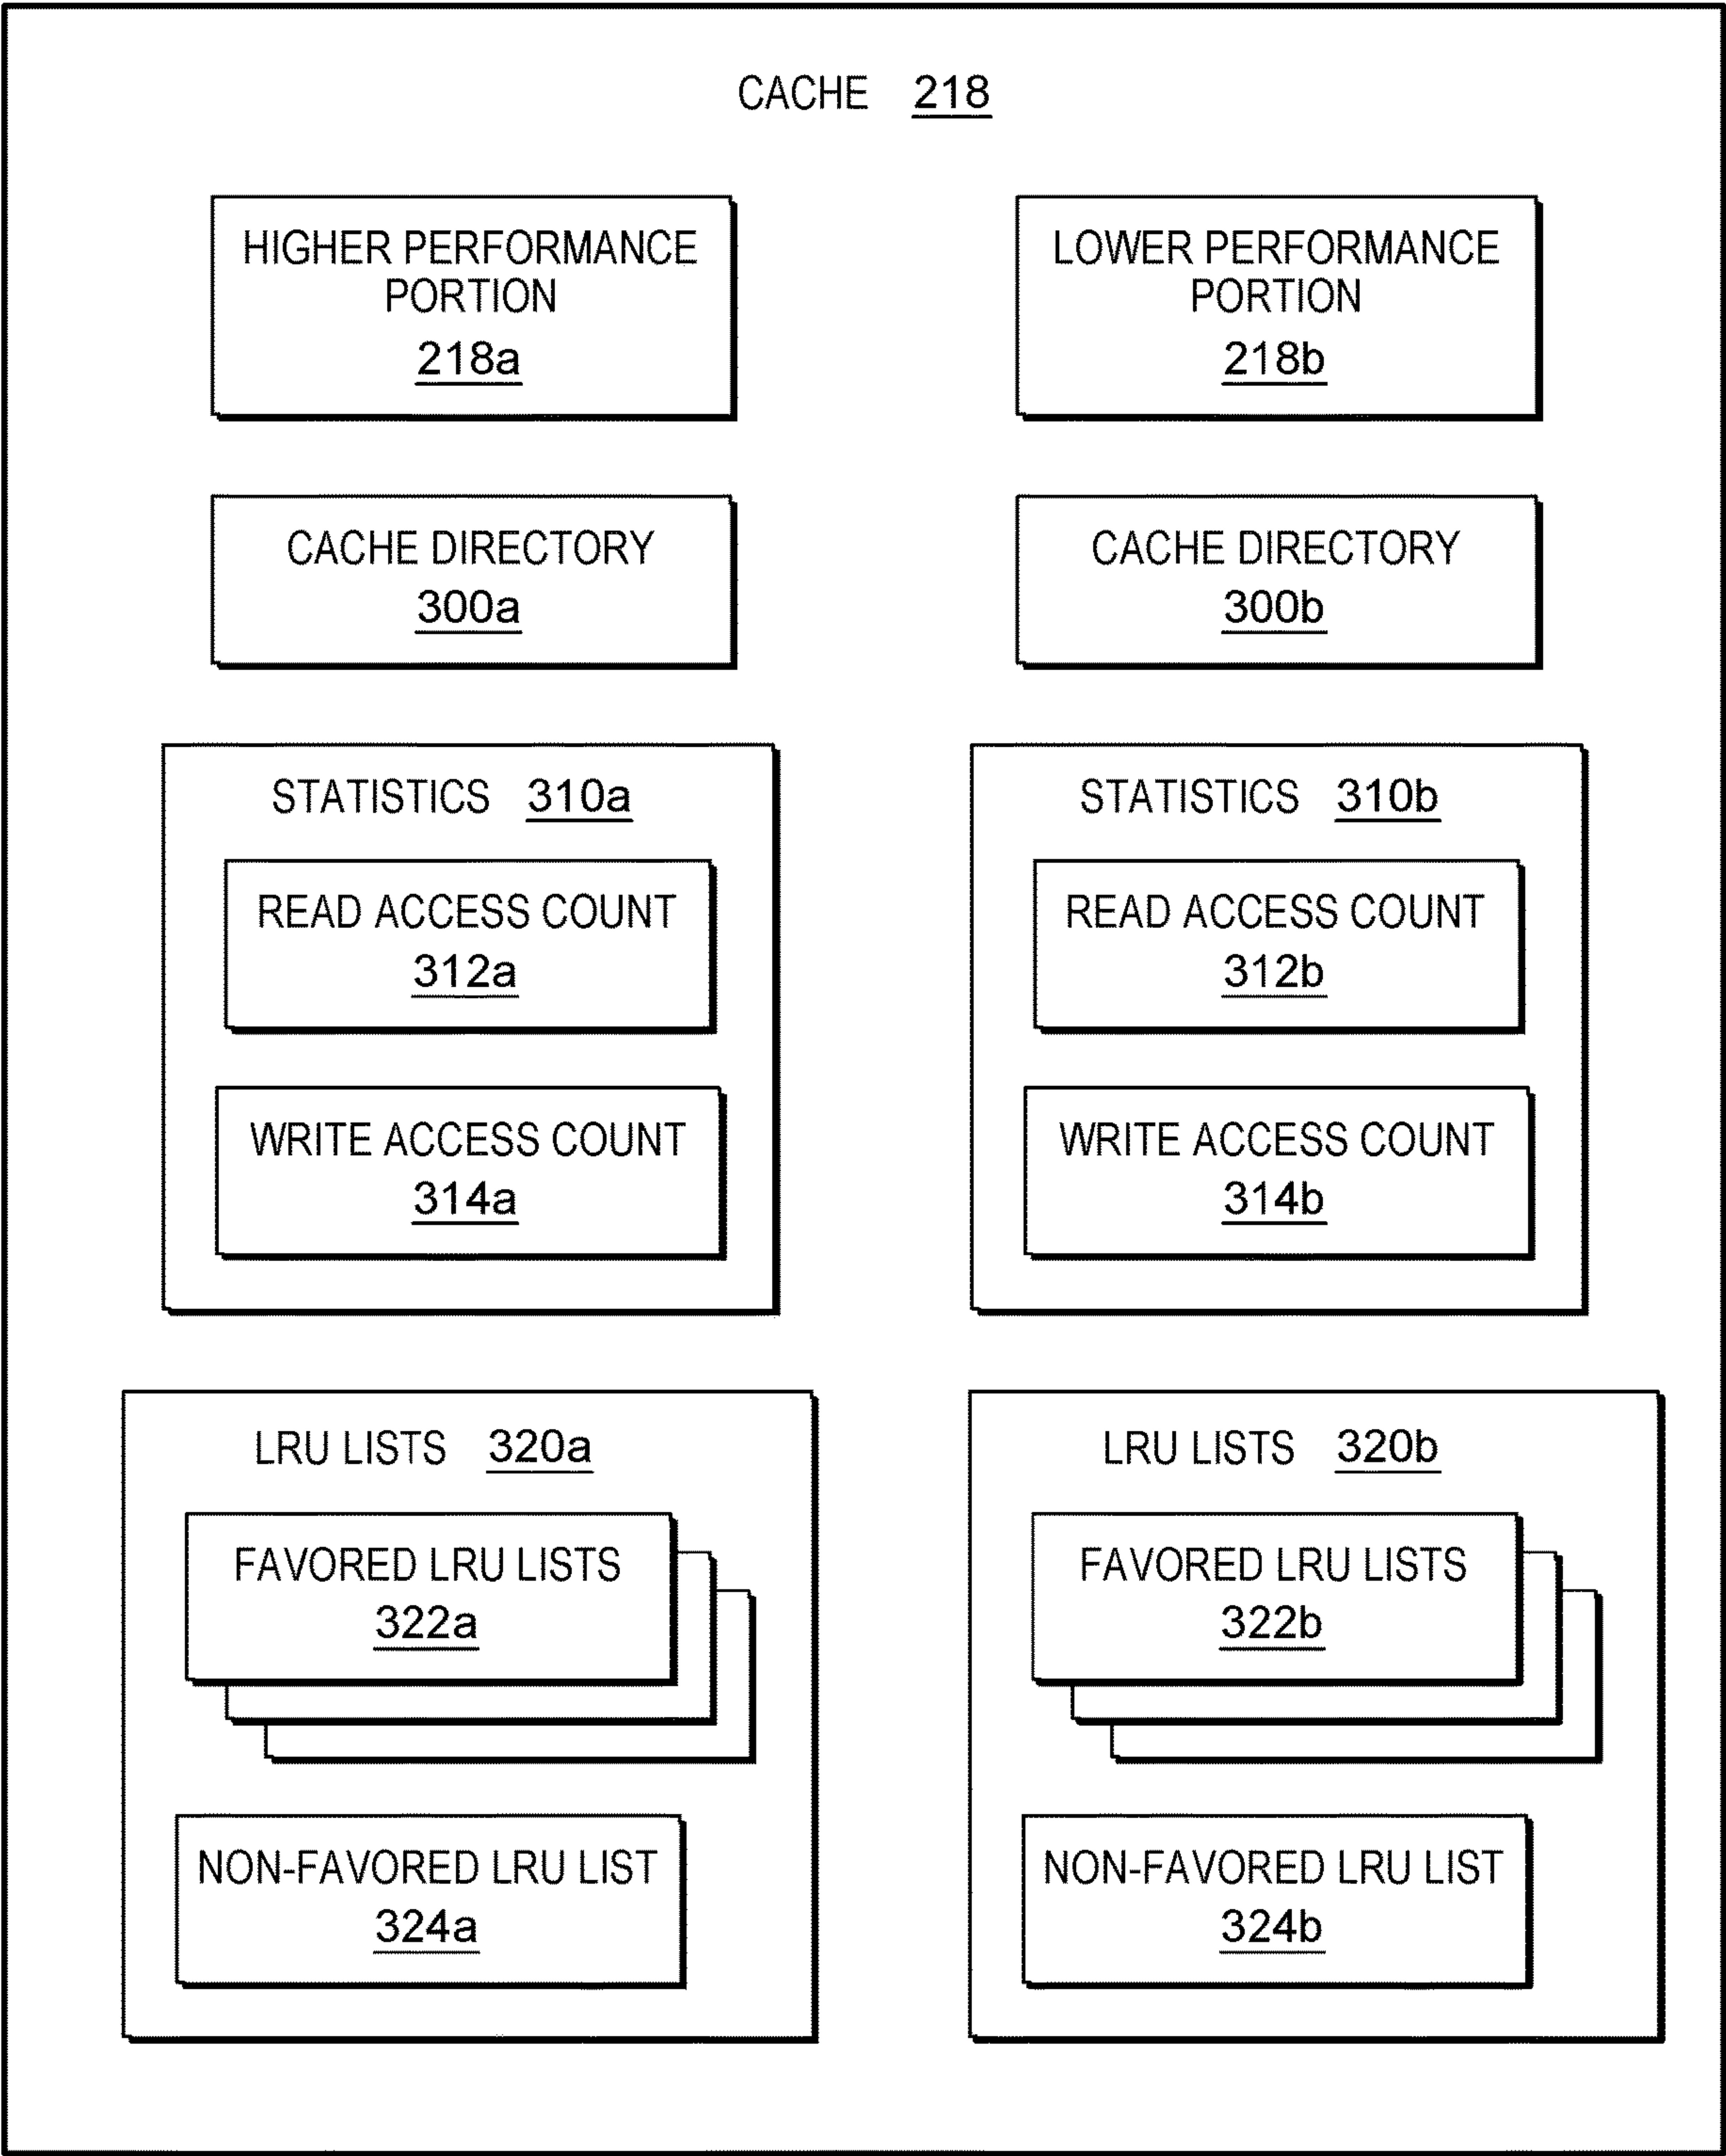 CACHE 218
HIGHER PERFORMANCE
PORTION
218a
LOWER PERFORMANCE
PORTION
218b
CACHE DIRECTORY
300a
CACHE DIRECTORY
300b
STATISTICS 310a
READ ACCESS COUNT
312a
WRITE ACCESS COUNT
314a
STATISTICS 310b
READ ACCESS COUNT
312b
WRITE ACCESS COUNT
314b
LRU LISTS 320a
FAVORED LRU LISTS
322a
NON-FAVORED LRU LIST
324a
LRU LISTS 320b
FAVORED LRU LISTS
322b
NON-FAVORED LRU LIST
324b